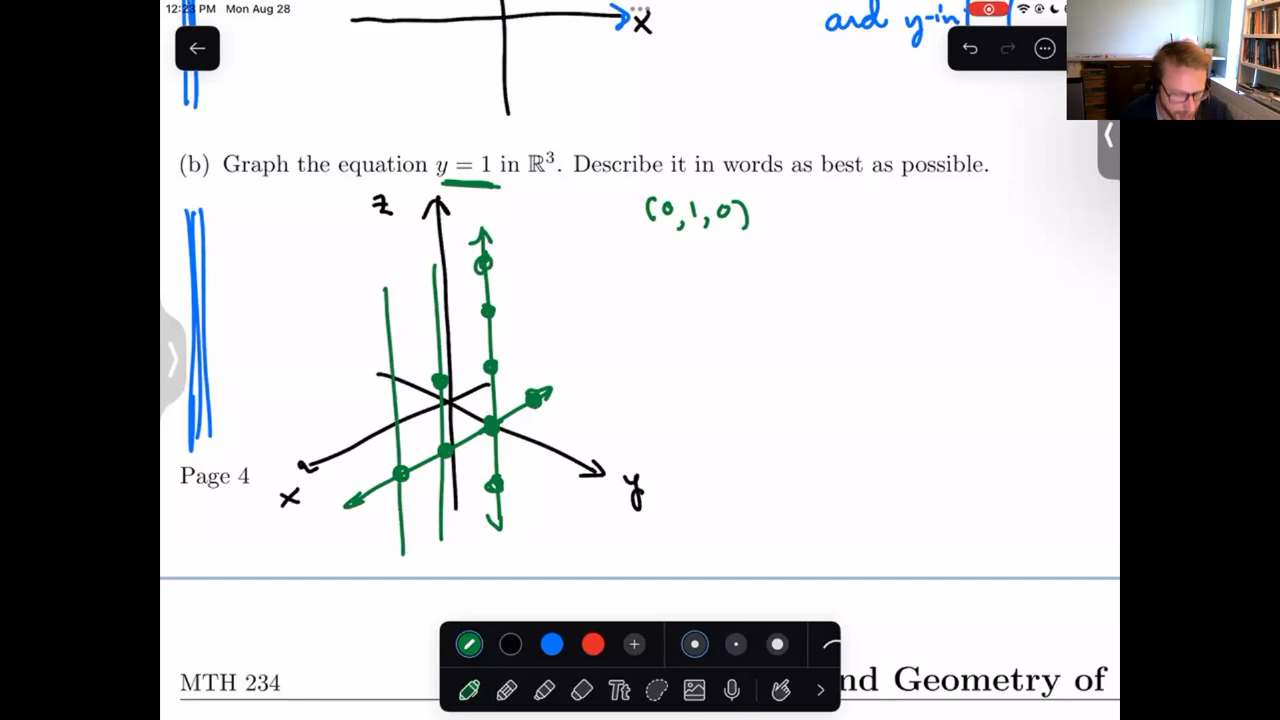 12:23 PM Mon Aug 28
x
and y-in
(b) Graph the equation y = 1 in ℝ³. Describe it in words as best as possible.
z
(0,1,0)
Page 4
x
y
Tt
MTH 234
nd Geometry of